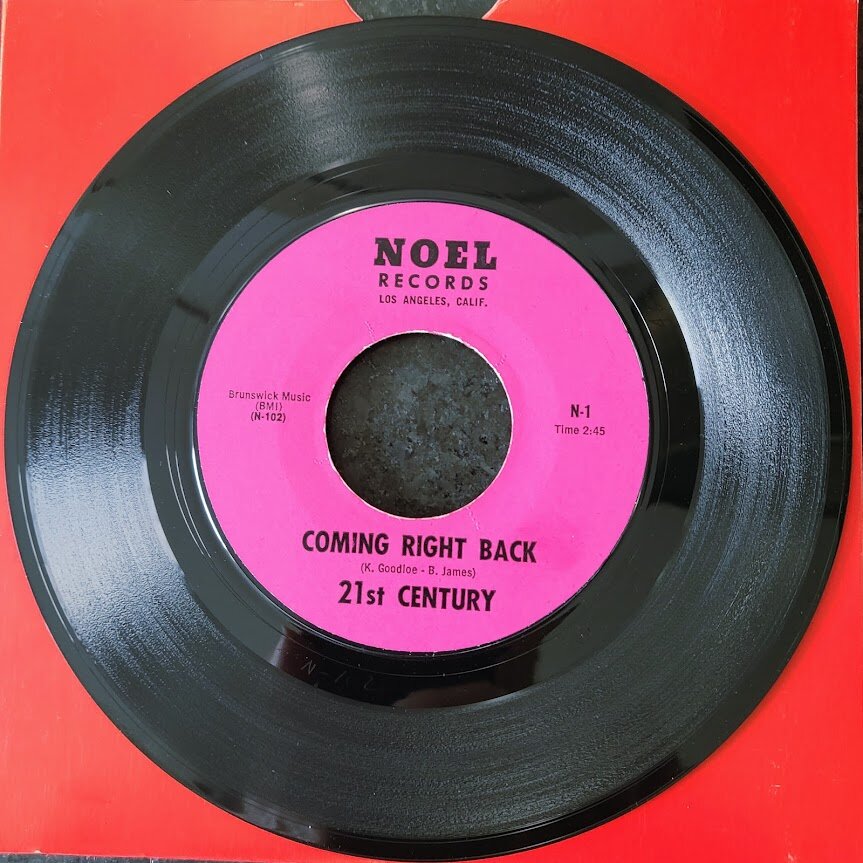 NOEL
RECORDS
LOS ANGELES, CALIF.
Brunswick Music
(BMI)
(N-102)
N-1
Time 2:45
COMING RIGHT BACK
(K. Goodloe - B. James)
21st CENTURY